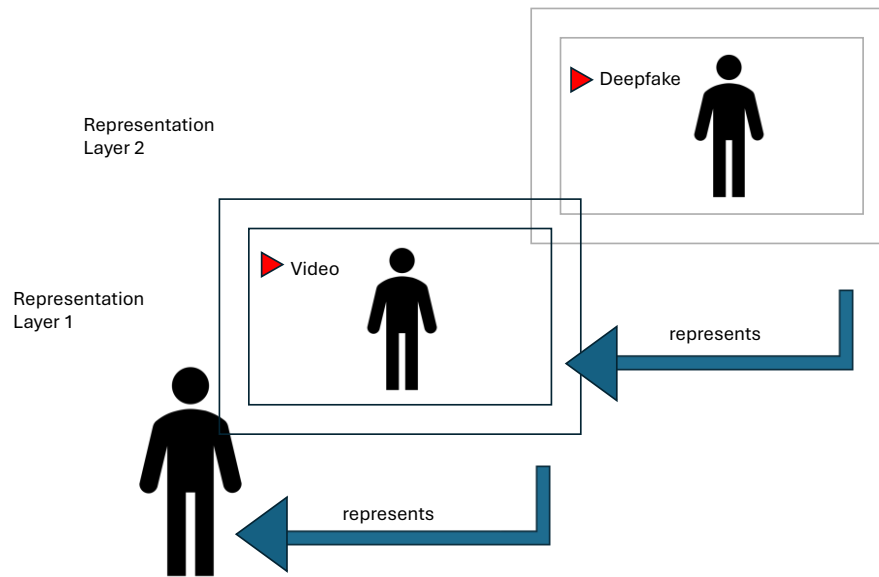 Deepfake
Representation
Layer 2
Video
Representation
Layer 1
represents
represents